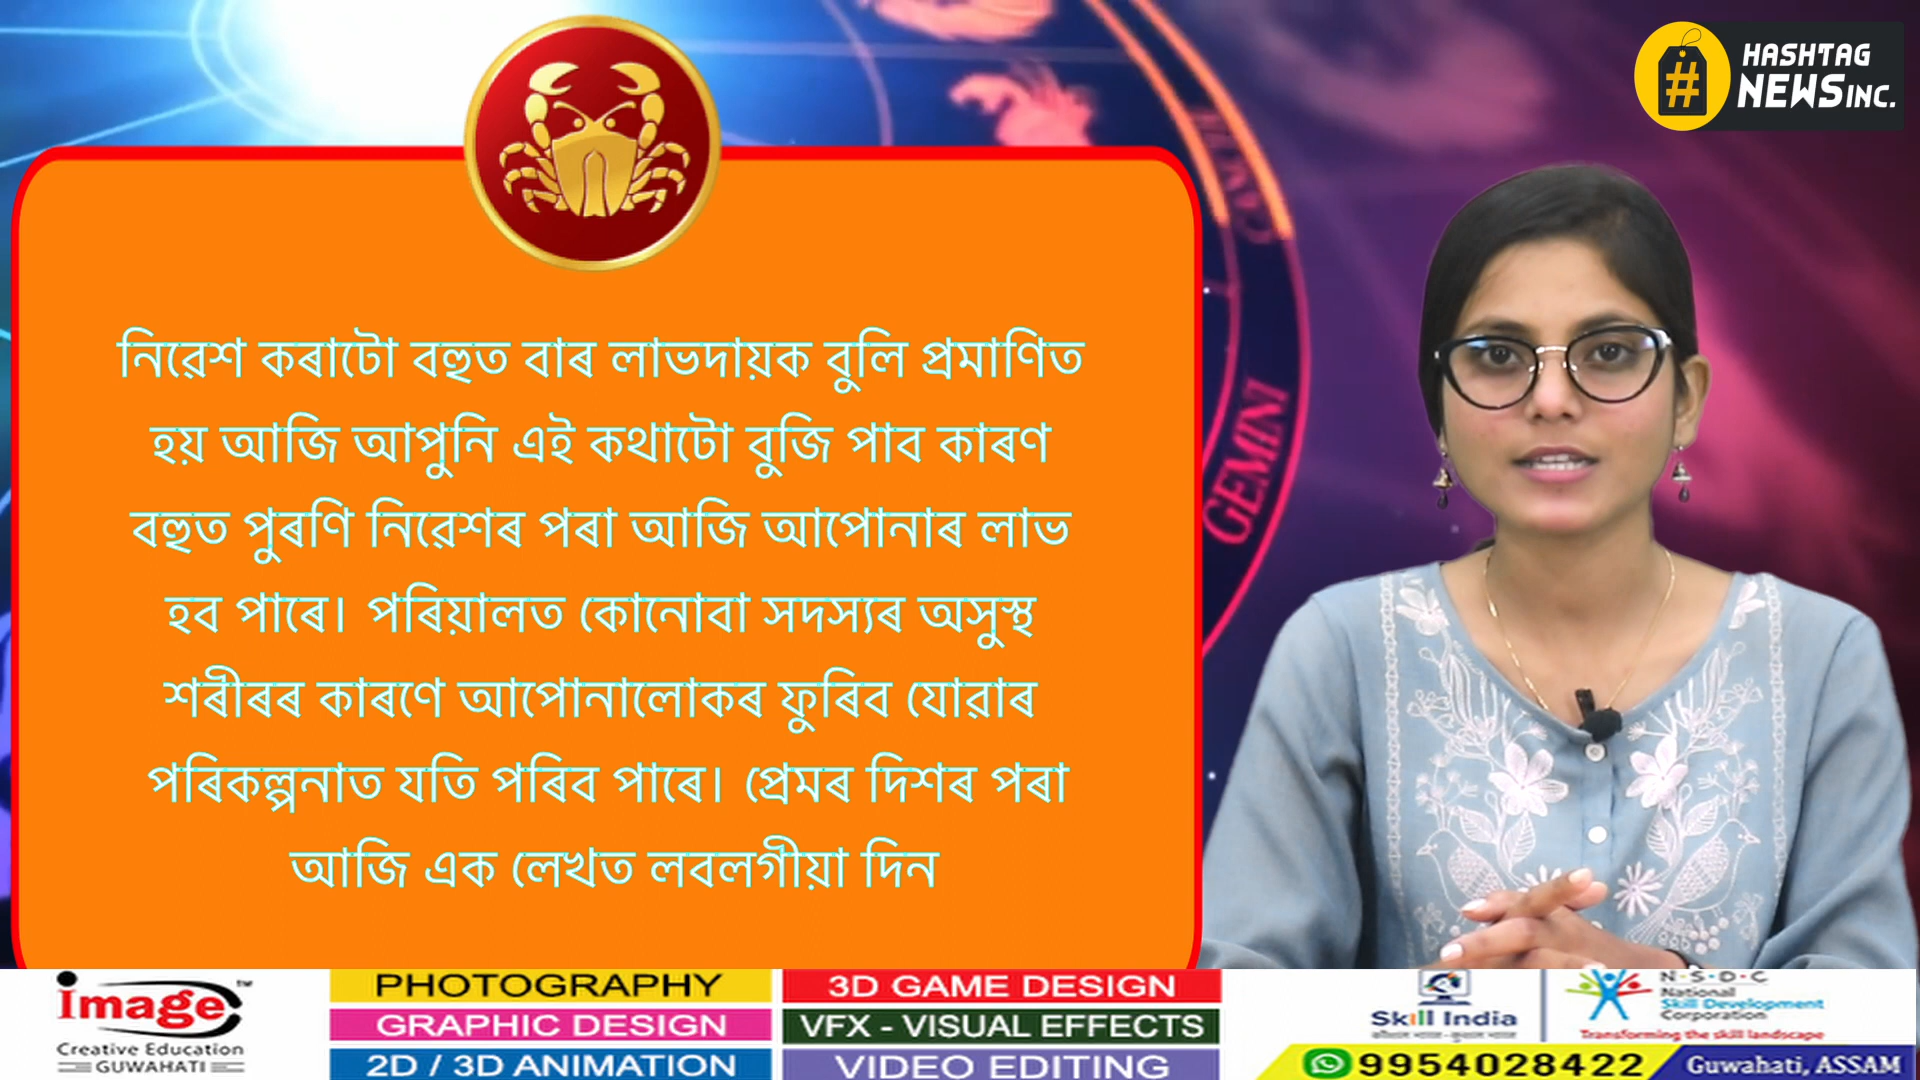 HASHTAG
NEWS INC.
GEMINI
নিৱেশ কৰাটো বহুত বাৰ লাভদায়ক বুলি প্ৰমাণিত
হয় আজি আপুনি এই কথাটো বুজি পাব কাৰণ
বহুত পুৰণি নিৱেশৰ পৰা আজি আপোনাৰ লাভ
হব পাৰে। পৰিয়ালত কোনোবা সদস্যৰ অসুস্থ
শৰীৰৰ কাৰণে আপোনালোকৰ ফুৰিব যোৱাৰ
পৰিকল্পনাত যতি পৰিব পাৰে। প্ৰেমৰ দিশৰ পৰা
আজি এক লেখত লবলগীয়া দিন
image™
Creative Education
GUWAHATI
PHOTOGRAPHY
GRAPHIC DESIGN
2D / 3D ANIMATION
3D GAME DESIGN
VFX - VISUAL EFFECTS
VIDEO EDITING
Skill India
N·S·D·C
National
Skill Development
Corporation
Transforming the skill landscape
9954028422
Guwahati, ASSAM